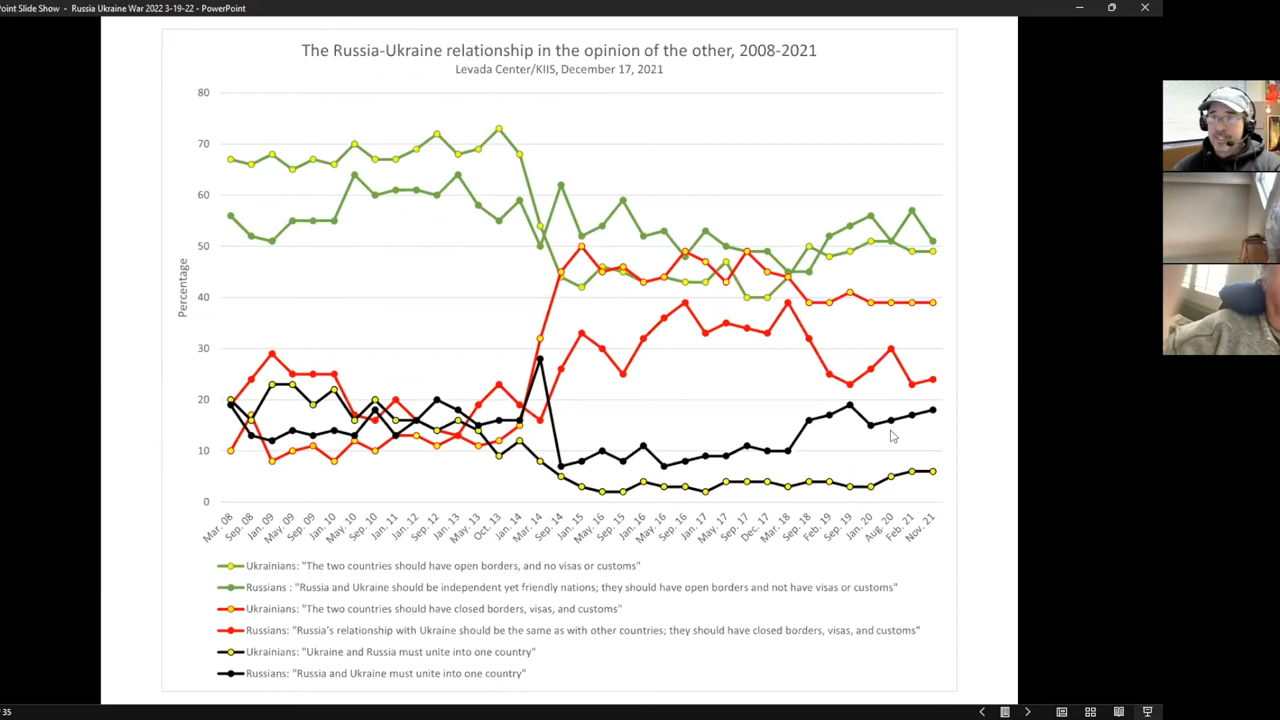 Point Slide Show - Russia Ukraine War 2022 3-19-22 - PowerPoint
The Russia-Ukraine relationship in the opinion of the other, 2008-2021
Levada Center/KIIS, December 17, 2021
80
70
60
50
40
30
20
10
0
Percentage
Mar. 08
Sep. 08
Jan. 09
May. 09
Sep. 09
Jan. 10
May. 10
Sep. 10
Jan. 12
Sep. 12
Jan. 13
May. 13
Oct. 13
Jan. 14
Mar. 14
Sep. 14
Jan. 15
May. 16
Sep. 15
Jan. 16
May. 16
Sep. 16
Jan. 17
May. 17
Sep. 17
Dec. 17
Mar. 18
Sep. 18
Feb. 19
Sep. 19
Jan. 20
Aug. 20
Feb. 21
Nov. 21
Ukrainians: "The two countries should have open borders, and no visas or customs"
Russians : "Russia and Ukraine should be independent yet friendly nations; they should have open borders and not have visas or customs"
Ukrainians: "The two countries should have closed borders, visas, and customs"
Russians: "Russia's relationship with Ukraine should be the same as with other countries; they should have closed borders, visas, and customs"
Ukrainians: "Ukraine and Russia must unite into one country"
Russians: "Russia and Ukraine must unite into one country"
35